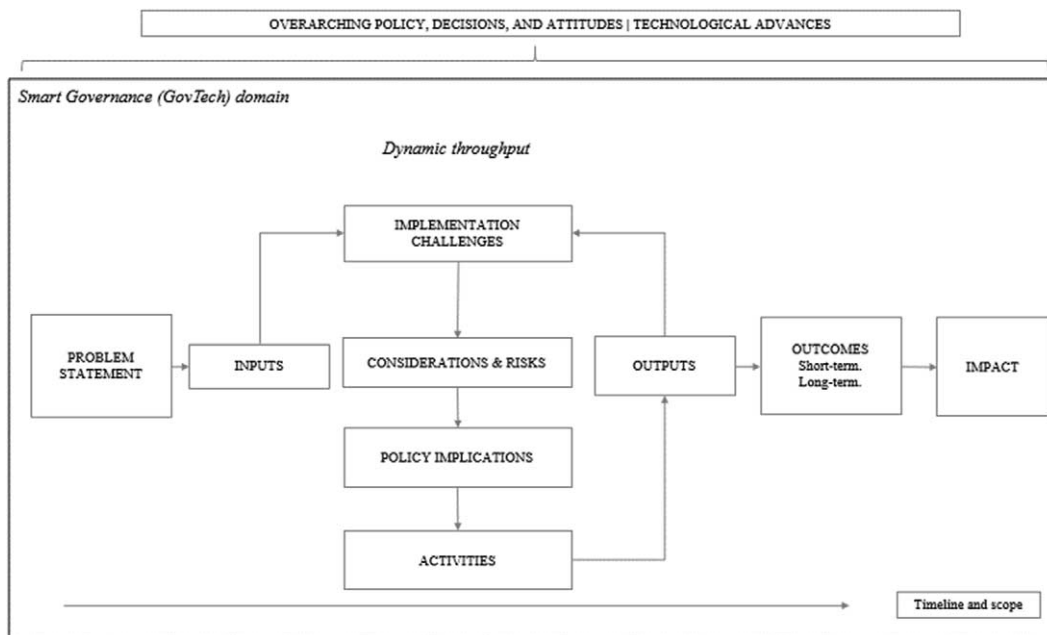 OVERARCHING POLICY, DECISIONS, AND ATTITUDES | TECHNOLOGICAL ADVANCES
Smart Governance (GovTech) domain
Dynamic throughput
IMPLEMENTATION
CHALLENGES
PROBLEM
STATEMENT
INPUTS
CONSIDERATIONS & RISKS
OUTPUTS
OUTCOMES
Short-term.
Long-term.
IMPACT
POLICY IMPLICATIONS
ACTIVITIES
Timeline and scope